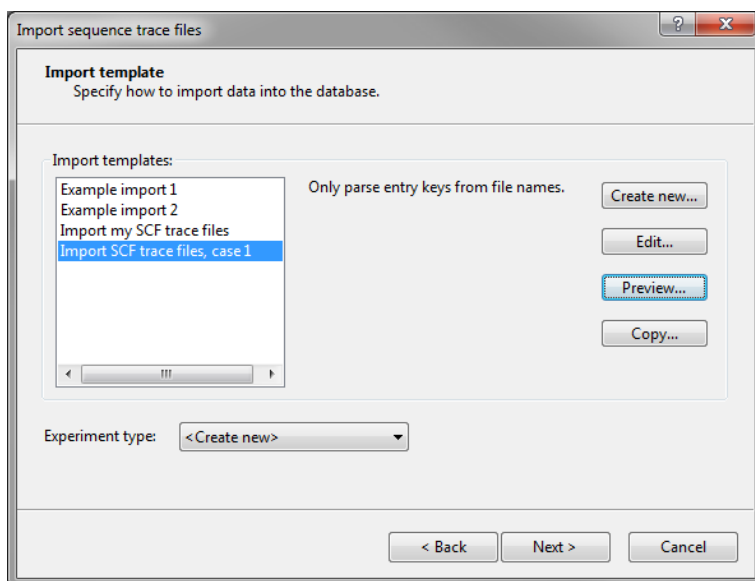 Import sequence trace files
?
Import template
Specify how to import data into the database.
Import templates:
Example import 1
Example import 2
Import my SCF trace files
Import SCF trace files, case 1
Only parse entry keys from file names.
Create new...
Edit...
Preview...
Copy...
Experiment type:
<Create new>
< Back
Next >
Cancel